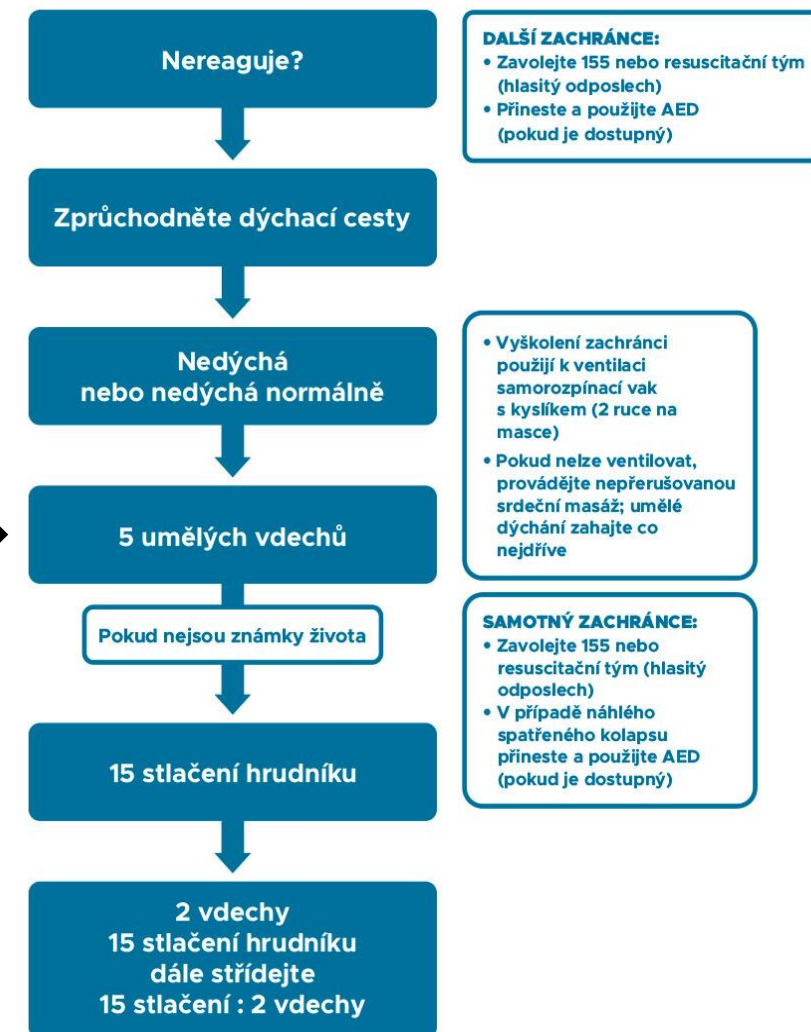 Nereaguje?
DALŠÍ ZACHRÁNCE:
• Zavolejte 155 nebo resuscitační tým
(hlasitý odposlech)
• Přineste a použijte AED
(pokud je dostupný)
Zprůchodněte dýchací cesty
Nedýchá
nebo nedýchá normálně
• Vyškolení zachránci
použijí k ventilaci
samorozpínací vak
s kyslíkem (2 ruce na
masce)
• Pokud nelze ventilovat,
provádějte nepřerušovanou
srdeční masáž; umělé
dýchání zahajte co
nejdříve
5 umělých vdechů
Pokud nejsou známky života
SAMOTNÝ ZACHRÁNCE:
• Zavolejte 155 nebo
resuscitační tým (hlasitý
odposlech)
• V případě náhlého
spatřeného kolapsu
přineste a použijte AED
(pokud je dostupný)
15 stlačení hrudníku
2 vdechy
15 stlačení hrudníku
dále střídejte
15 stlačení : 2 vdechy